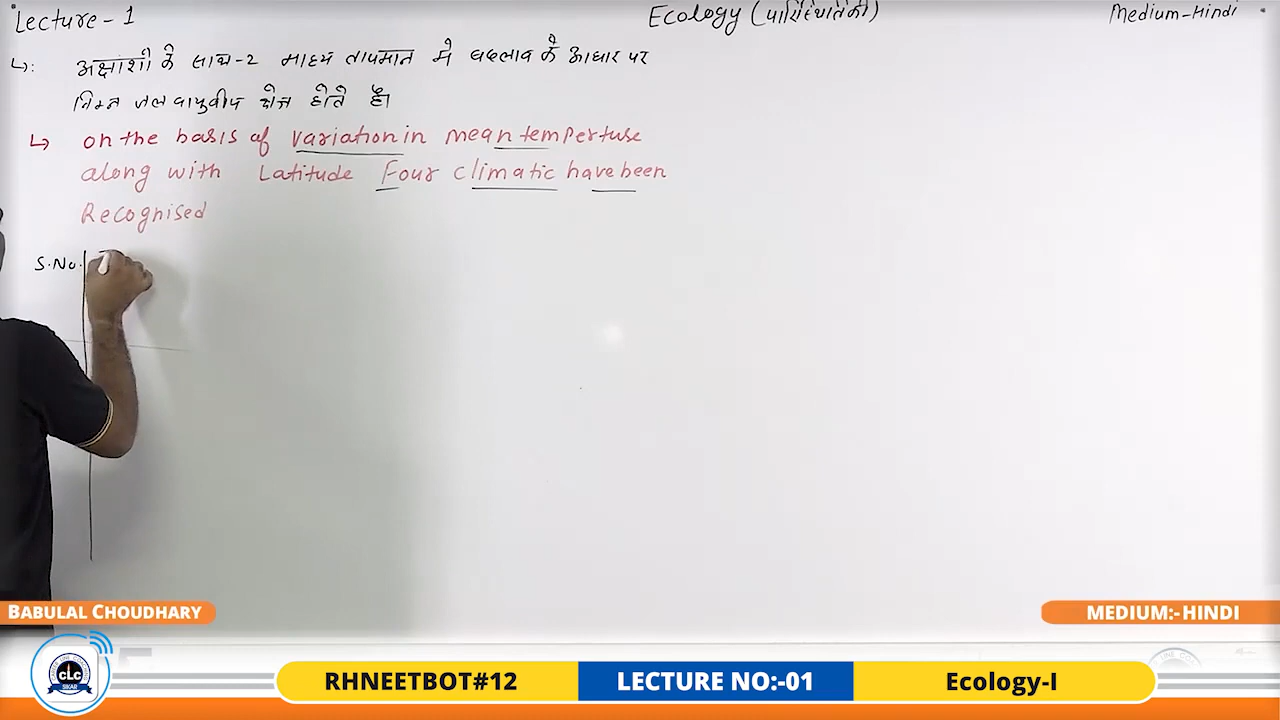 Lecture - 1
Ecology (पारिस्थितिकी)
Medium-Hindi
↳: अक्षांशो के साथ-2 माध्य तापमान मे बदलाव के आधार पर
निम्न जलवायुवीय क्षेत्र होते है।
↳ on the basis of variation in mean tempertuse
along with Latitude Four climatic have been
Recognised
S.No.
BABULAL CHOUDHARY
MEDIUM:-HINDI
CLC
SIKAR
RHNEETBOT#12
LECTURE NO:-01
Ecology-I